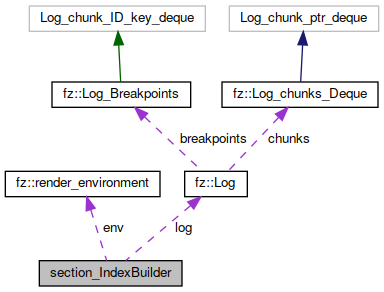 Log_chunk_ID_key_deque
Log_chunk_ptr_deque
fz::Log_Breakpoints
fz::Log_chunks_Deque
breakpoints
chunks
fz::render_environment
fz::Log
env
log
section_IndexBuilder